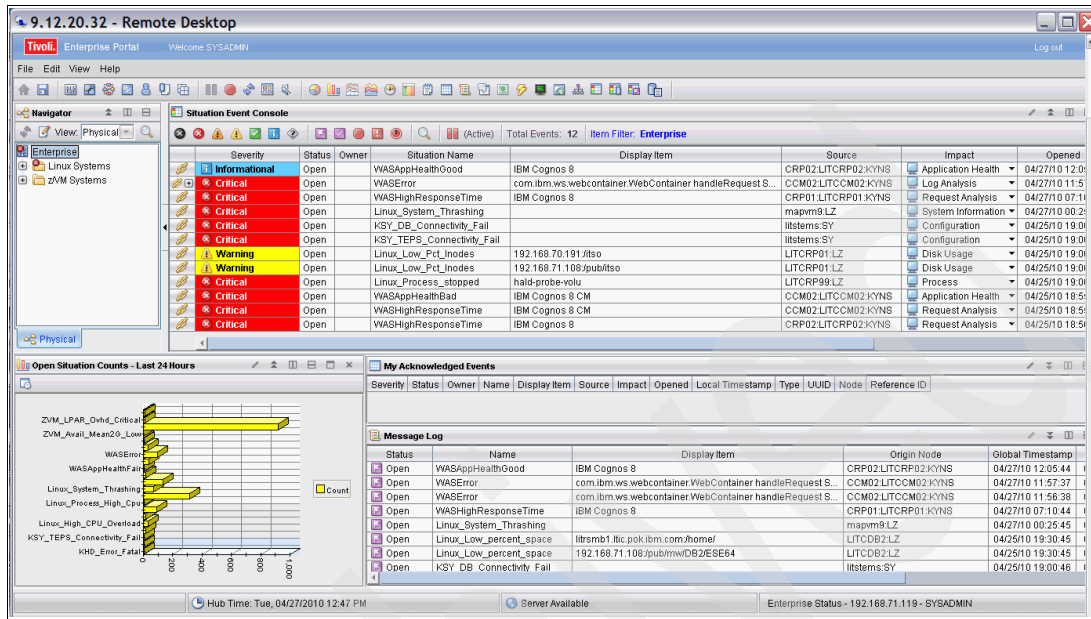 9.12.20.32 - Remote Desktop
Tivoli. Enterprise Portal Welcome SYSADMIN Log out
File Edit View Help
Navigator
View: Physical
Enterprise
Linux Systems
z/VM Systems
Physical
Situation Event Console
(Active) Total Events: 12 Item Filter: Enterprise
Severity Status Owner Situation Name Display Item Source Impact Opened
Informational Open WASAppHealthGood IBM Cognos 8 CRP02:LITCRP02:KYNS Application Health 04/27/10 12:0
Critical Open WASError com.ibm.ws.webcontainer.WebContainer handleRequest S... CCM02:LITCCM02:KYNS Log Analysis 04/27/10 11:5
Critical Open WASHighResponseTime IBM Cognos 8 CRP01:LITCRP01:KYNS Request Analysis 04/27/10 07:1
Critical Open Linux_System_Thrashing mapvm9:LZ System Information 04/27/10 00:2
Critical Open KSY_DB_Connectivity_Fail litstems:SY Configuration 04/25/10 19:0
Critical Open KSY_TEPS_Connectivity_Fail litstems:SY Configuration 04/25/10 19:0
Warning Open Linux_Low_Pct_Inodes 192.168.70.191:/itso LITCRP01:LZ Disk Usage 04/25/10 19:0
Warning Open Linux_Low_Pct_Inodes 192.168.71.108:/pub/itso LITCRP01:LZ Disk Usage 04/25/10 19:0
Critical Open Linux_Process_stopped hald-probe-volu LITCRP99:LZ Process 04/25/10 19:0
Critical Open WASAppHealthBad IBM Cognos 8 CM CCM02:LITCCM02:KYNS Application Health 04/25/10 18:5
Critical Open WASHighResponseTime IBM Cognos 8 CM CCM02:LITCCM02:KYNS Request Analysis 04/25/10 18:5
Critical Open WASHighResponseTime IBM Cognos 8 CRP02:LITCRP02:KYNS Request Analysis 04/25/10 18:5
Open Situation Counts - Last 24 Hours
ZVM_LPAR_Ovhd_Critical
ZVM_Avail_Mean2G_Low
WASError
WASAppHealthFair
Linux_System_Thrashing
Linux_Process_High_Cpu
Linux_High_CPU_Overload
KSY_TEPS_Connectivity_Fail
KHD_Error_Fatal
0 200 400 600 800 1,000
Count
My Acknowledged Events
Severity Status Owner Name Display Item Source Impact Opened Local Timestamp Type UUID Node Reference ID
Message Log
Status Name Display Item Origin Node Global Timestamp
Open WASAppHealthGood IBM Cognos 8 CRP02:LITCRP02:KYNS 04/27/10 12:05:44
Open WASError com.ibm.ws.webcontainer.WebContainer handleRequest S... CCM02:LITCCM02:KYNS 04/27/10 11:57:37
Open WASError com.ibm.ws.webcontainer.WebContainer handleRequest S... CCM02:LITCCM02:KYNS 04/27/10 11:56:38
Open WASHighResponseTime IBM Cognos 8 CRP01:LITCRP01:KYNS 04/27/10 07:10:44
Open Linux_System_Thrashing mapvm9:LZ 04/27/10 00:25:45
Open Linux_Low_percent_space litrsmb1.itic.pok.ibm.com:/home/ LITCDB2:LZ 04/25/10 19:30:45
Open Linux_Low_percent_space 192.168.71.108:/pub/mw/DB2/ESE64 LITCDB2:LZ 04/25/10 19:30:45
Open KSY_DB_Connectivity_Fail litstems:SY 04/25/10 19:00:46
Hub Time: Tue, 04/27/2010 12:47 PM Server Available Enterprise Status - 192.168.71.119 - SYSADMIN